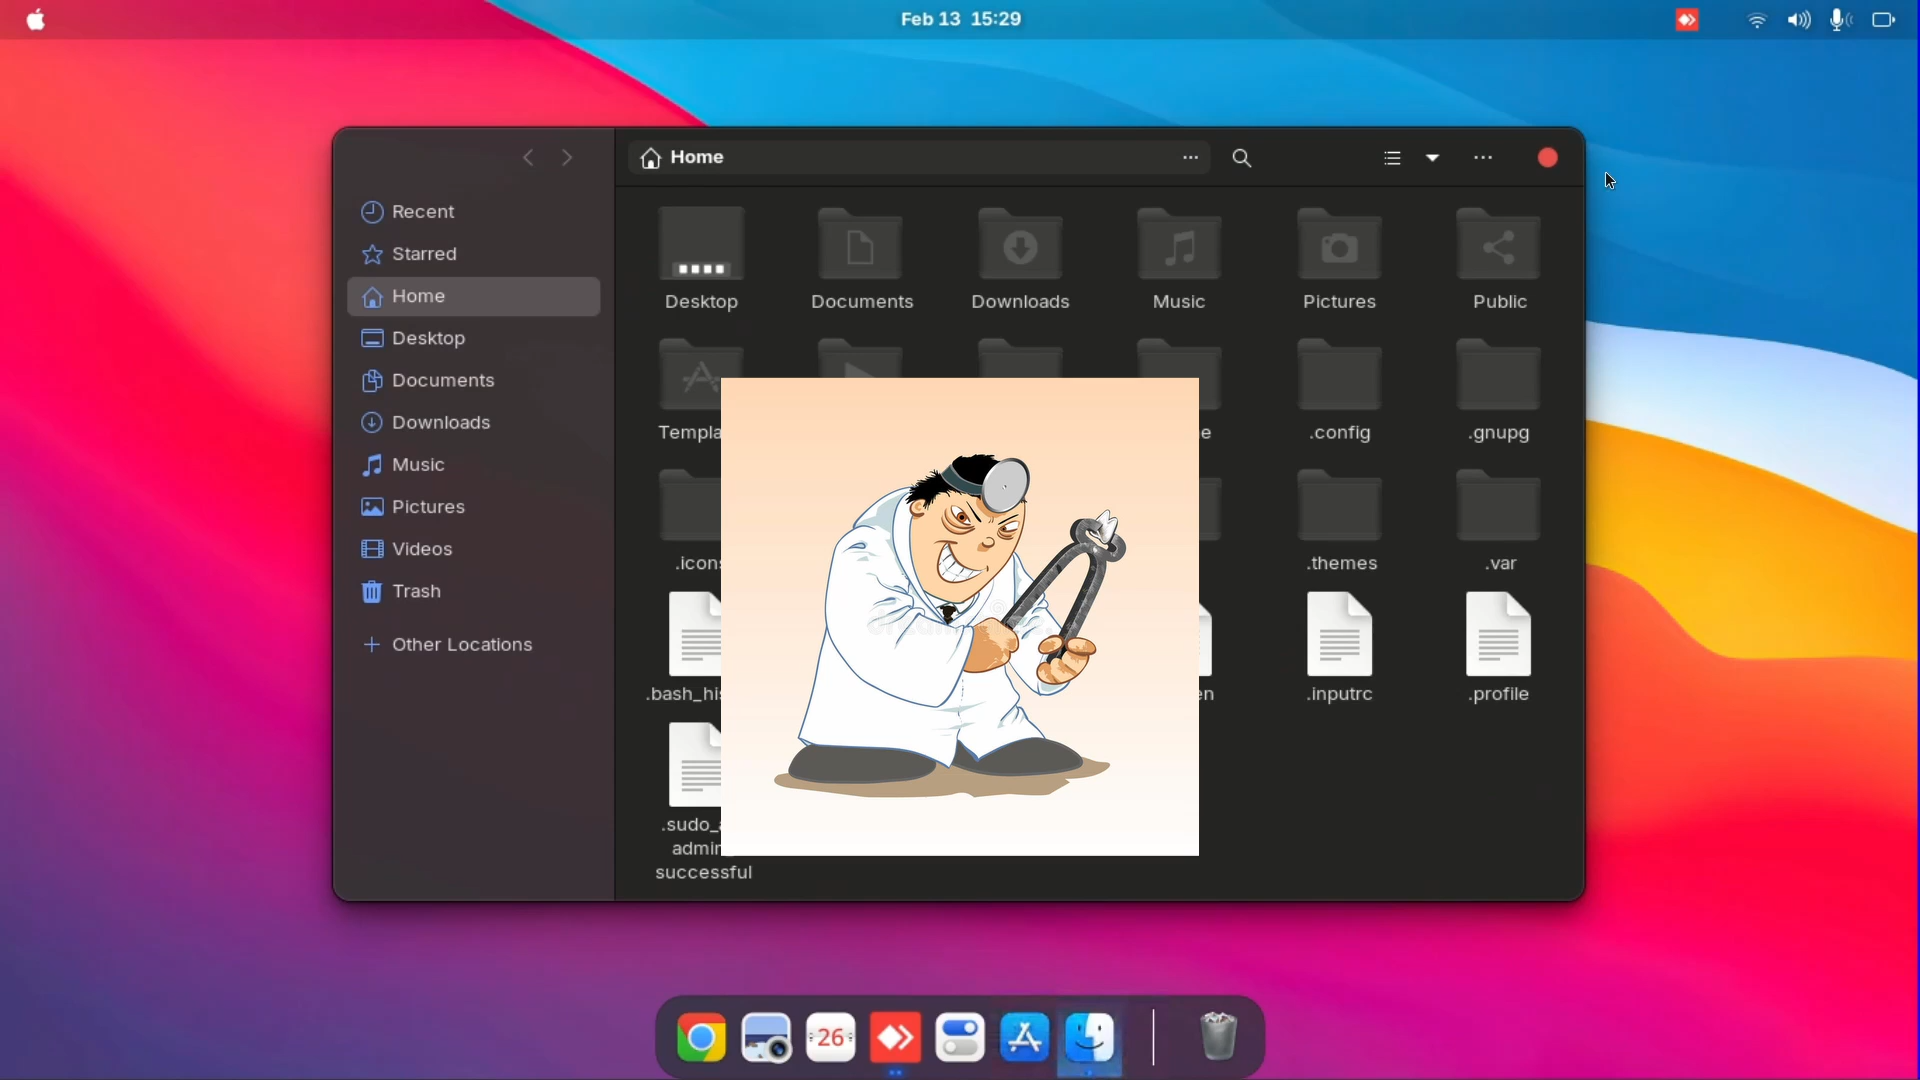 Feb 13 15:29
Home
Recent
Starred
Home
Desktop
Documents
Downloads
Music
Pictures
Videos
Trash
Other Locations
Desktop
Documents
Downloads
Music
Pictures
Public
.config
.gnupg
.themes
.var
.inputrc
.profile
successful
26